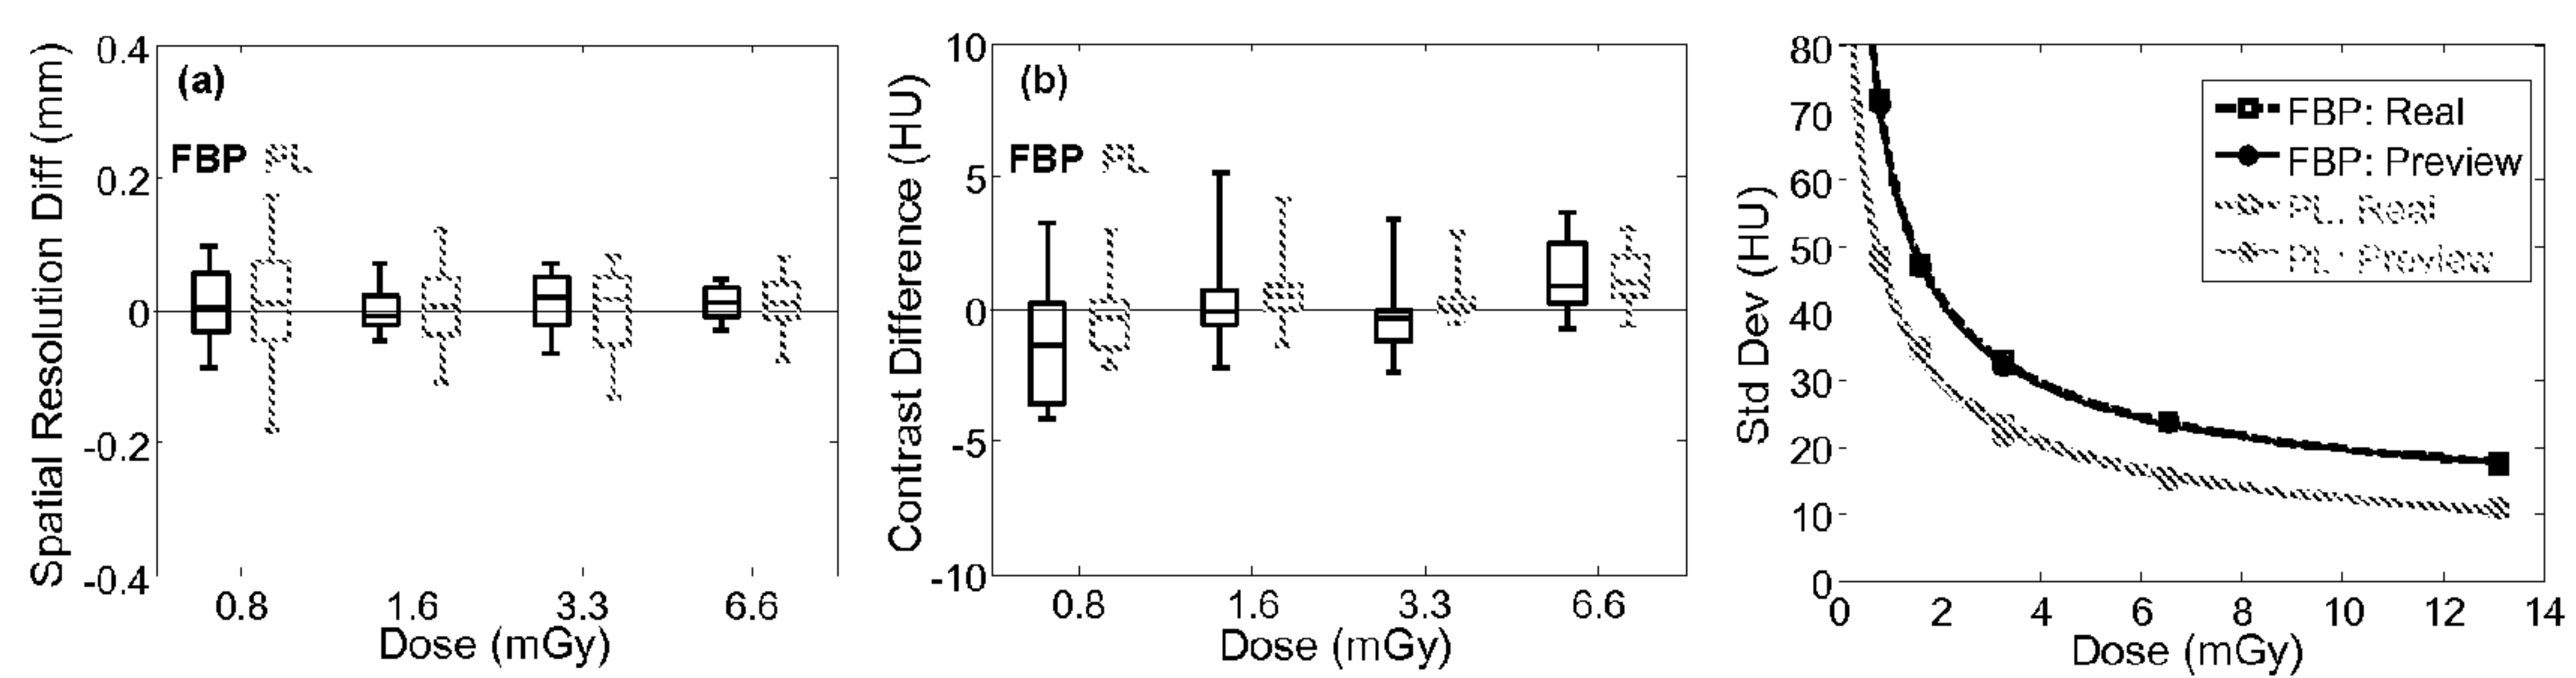 Spatial Resolution Diff (mm)
0.4
0.2
0
-0.2
-0.4
(a)
FBP PL
0.8
1.6
3.3
6.6
Dose (mGy)
Contrast Difference (HU)
10
5
0
-5
-10
(b)
FBP PL
0.8
1.6
3.3
6.6
Dose (mGy)
Std Dev (HU)
80
70
60
50
40
30
20
10
0
FBP: Real
FBP: Preview
PL: Real
PL: Preview
0
2
4
6
8
10
12
14
Dose (mGy)